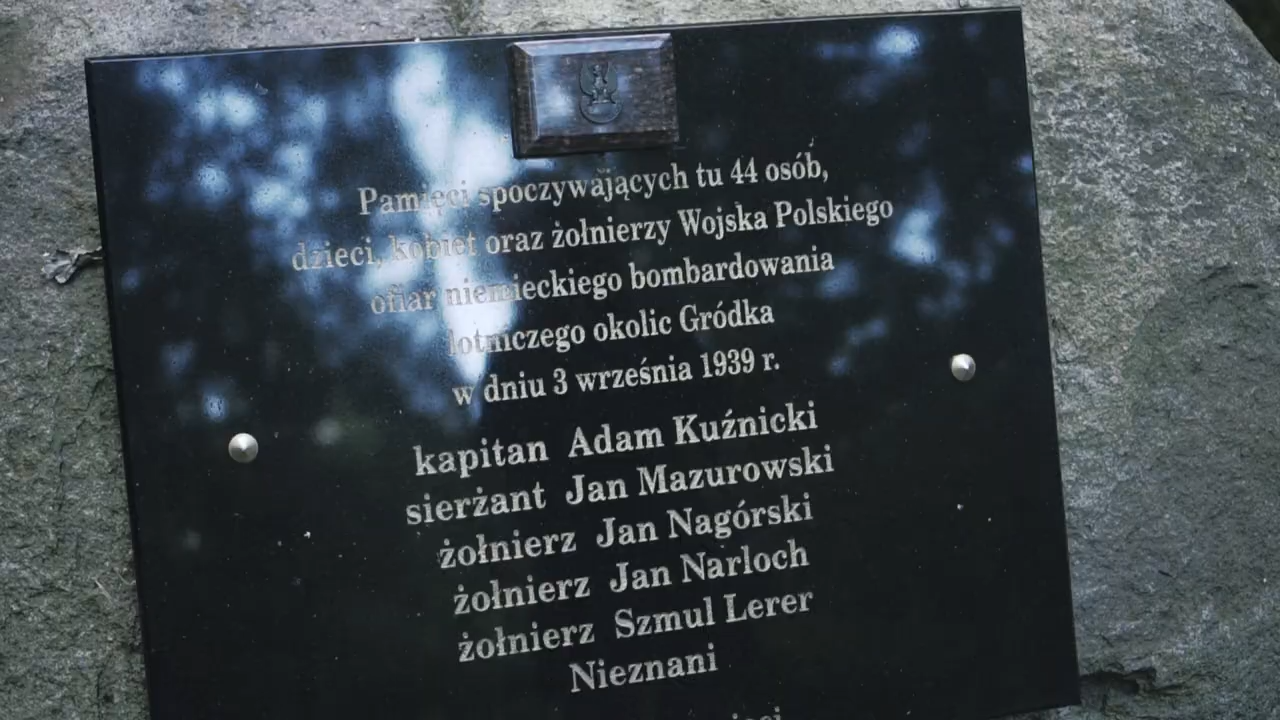 Pamięci spoczywających tu 44 osób,
dzieci, kobiet oraz żołnierzy Wojska Polskiego
ofiar niemieckiego bombardowania
lotniczego okolic Gródka
w dniu 3 września 1939 r.
kapitan Adam Kuźnicki
sierżant Jan Mazurowski
żołnierz Jan Nagórski
żołnierz Jan Narloch
żołnierz Szmul Lerer
Nieznani